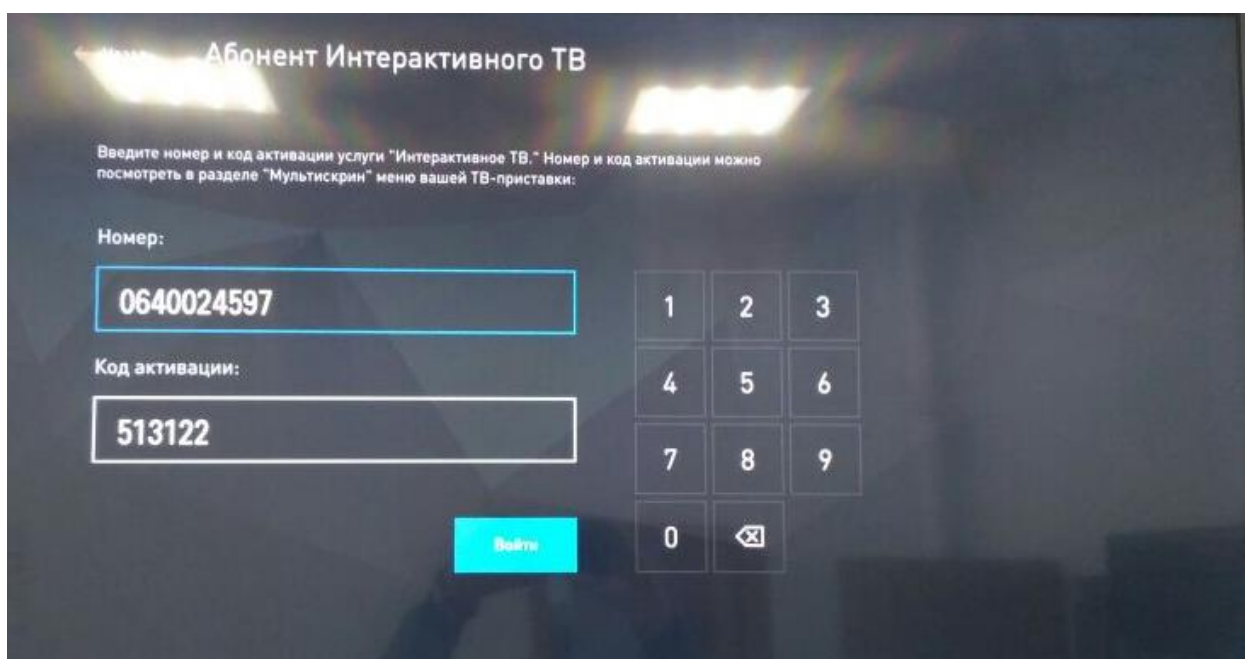 Абонент Интерактивного ТВ
Введите номер и код активации услуги "Интерактивное ТВ." Номер и код активации можно
посмотреть в разделе "Мультискрин" меню вашей ТВ-приставки:
Номер:
0640024597
1 2 3
Код активации:
4 5 6
513122
7 8 9
Войти
0